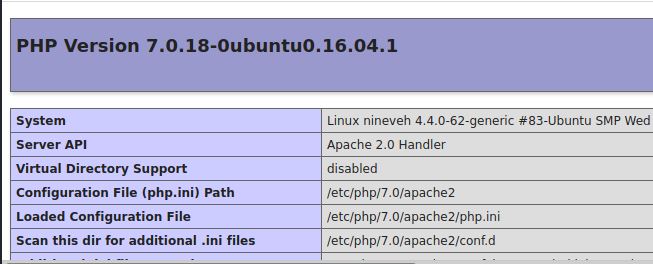 PHP Version 7.0.18-0ubuntu0.16.04.1
System Linux nineveh 4.4.0-62-generic #83-Ubuntu SMP Wed
Server API Apache 2.0 Handler
Virtual Directory Support disabled
Configuration File (php.ini) Path /etc/php/7.0/apache2
Loaded Configuration File /etc/php/7.0/apache2/php.ini
Scan this dir for additional .ini files /etc/php/7.0/apache2/conf.d